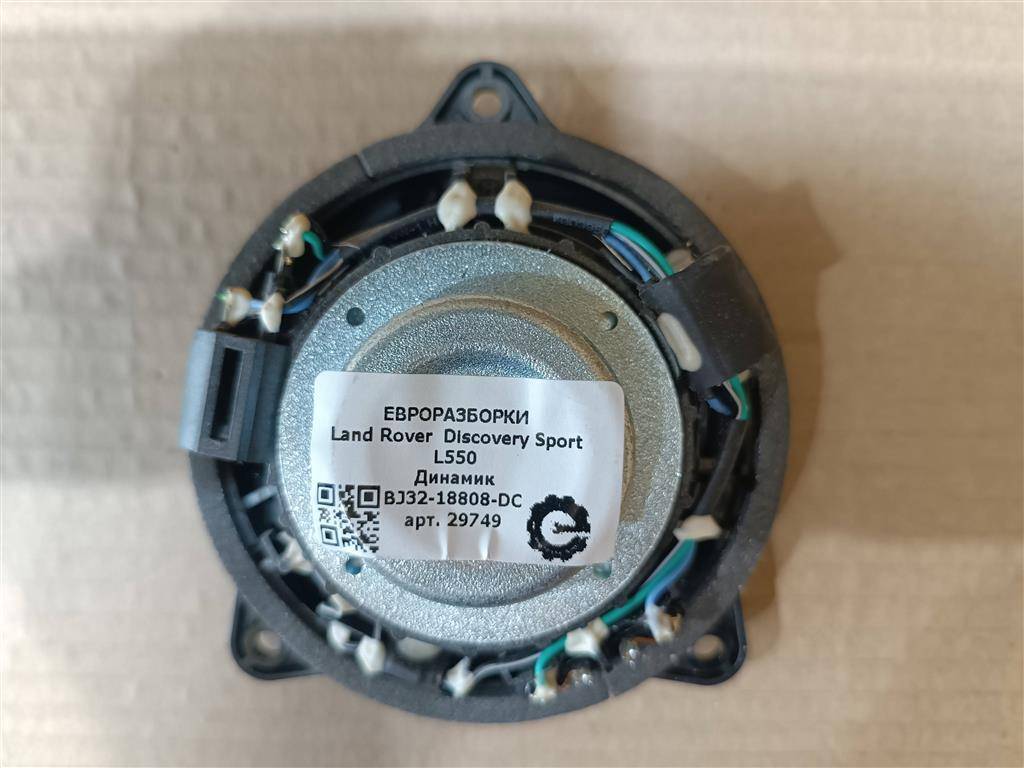 ЕВРОРАЗБОРКИ
Land Rover Discovery Sport
L550
Динамик
BJ32-18808-DC
арт. 29749